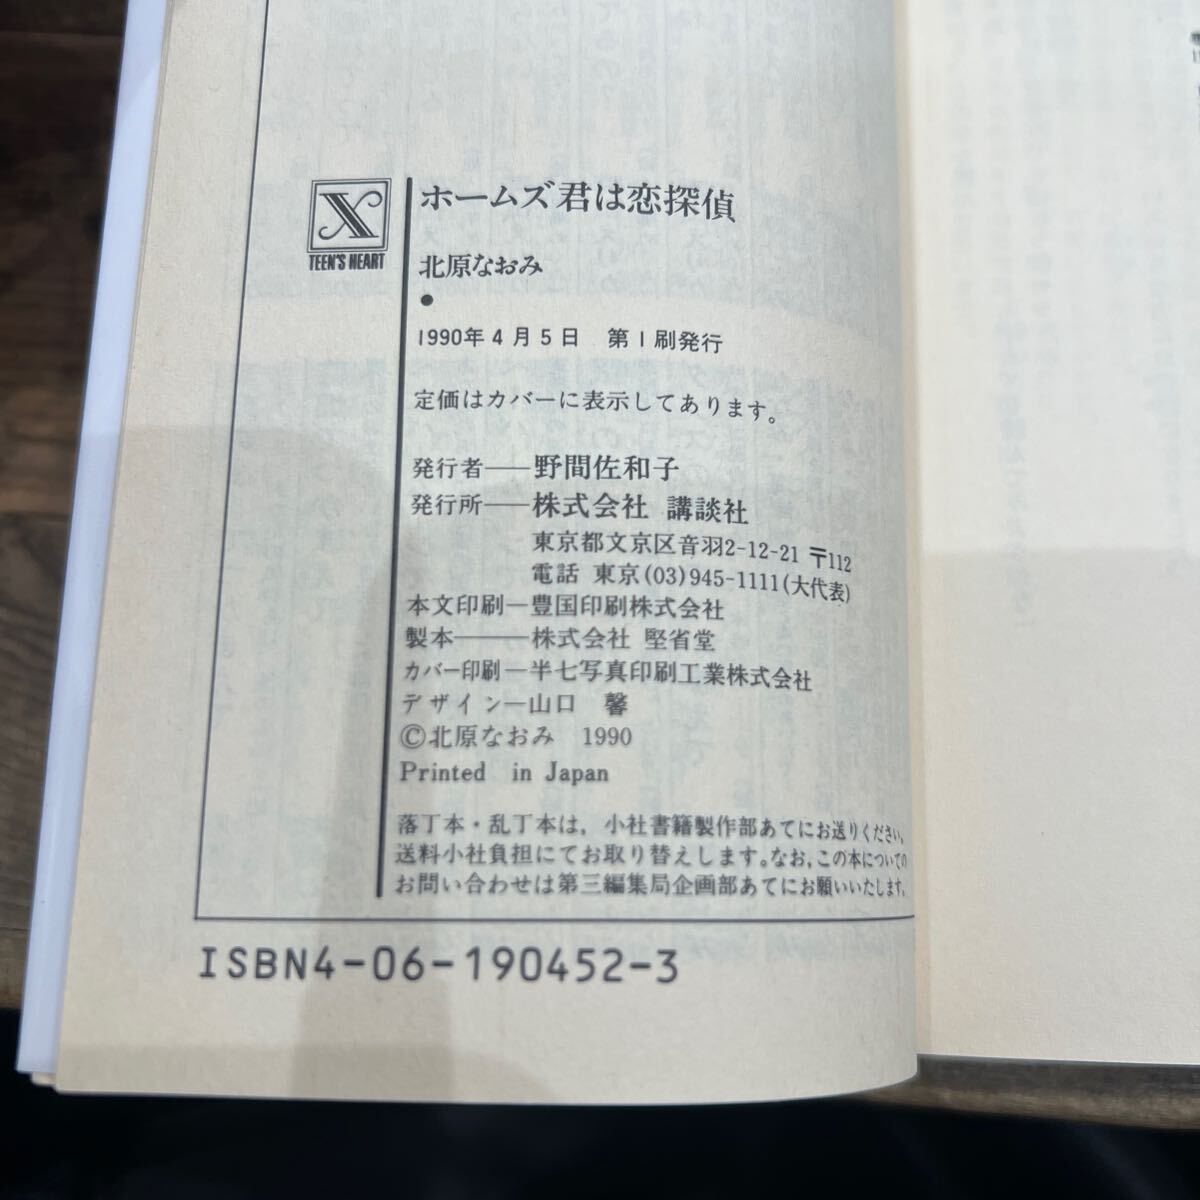 X
TEEN'S HEART
ホームズ君は恋探偵
北原なおみ
●
1990年4月5日　第1刷発行
定価はカバーに表示してあります。
発行者──野間佐和子
発行所──株式会社 講談社
東京都文京区音羽2-12-21 〒112
電話 東京(03)945-1111(大代表)
本文印刷─豊国印刷株式会社
製本───株式会社 堅省堂
カバー印刷─半七写真印刷工業株式会社
デザイン─山口　馨
©北原なおみ　1990
Printed in Japan
落丁本・乱丁本は，小社書籍製作部あてにお送りください。
送料小社負担にてお取り替えします。なお，この本についての
お問い合わせは第三編集局企画部あてにお願いいたします。
ISBN4-06-190452-3